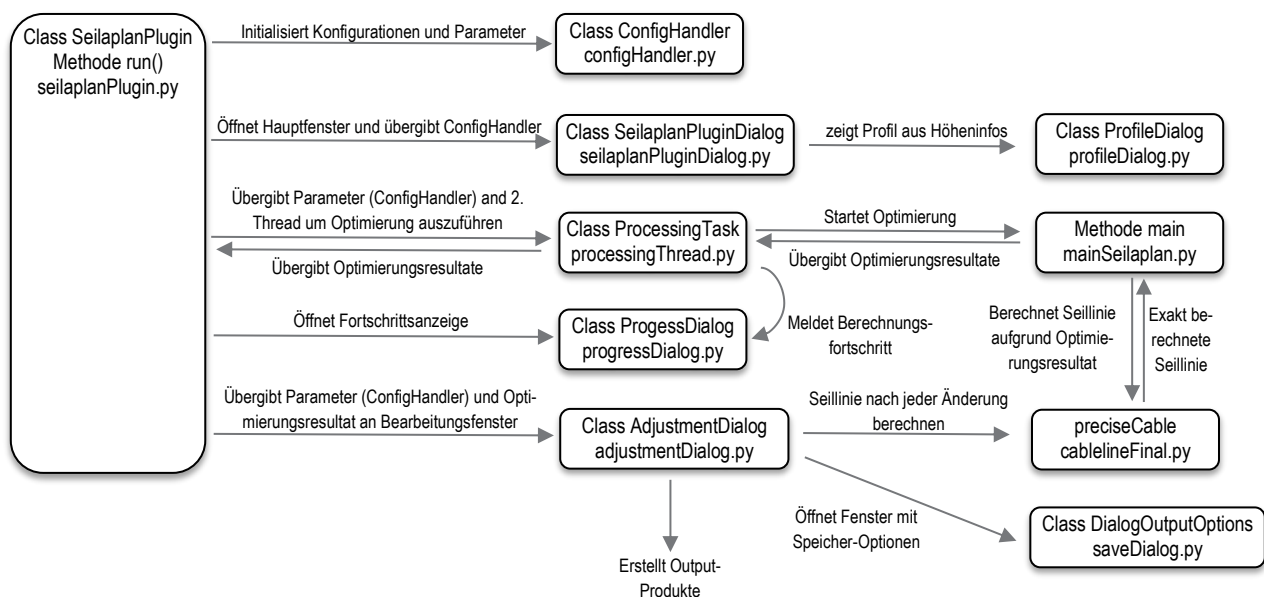 Class SeilaplanPlugin
Methode run()
seilaplanPlugin.py
Initialisiert Konfigurationen und Parameter
Class ConfigHandler
configHandler.py
Öffnet Hauptfenster und übergibt ConfigHandler
Class SeilaplanPluginDialog
seilaplanPluginDialog.py
zeigt Profil aus Höheninfos
Class ProfileDialog
profileDialog.py
Übergibt Parameter (ConfigHandler) and 2.
Thread um Optimierung auszuführen
Übergibt Optimierungsresultate
Class ProcessingTask
processingThread.py
Startet Optimierung
Übergibt Optimierungsresultate
Methode main
mainSeilaplan.py
Öffnet Fortschrittsanzeige
Class ProgessDialog
progressDialog.py
Meldet Berechnungs-
fortschritt
Berechnet Seillinie
aufgrund Optimie-
rungsresultat
Exakt be-
rechnete
Seillinie
Übergibt Parameter (ConfigHandler) und Opti-
mierungsresultat an Bearbeitungsfenster
Class AdjustmentDialog
adjustmentDialog.py
Seillinie nach jeder Änderung
berechnen
preciseCable
cablelineFinal.py
Öffnet Fenster mit
Speicher-Optionen
Class DialogOutputOptions
saveDialog.py
Erstellt Output-
Produkte